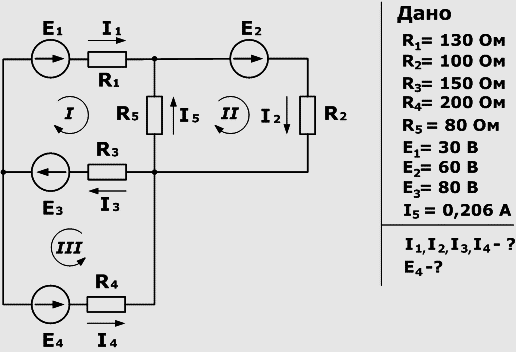 E1 I1 E2
R1
I R5 I5 II I2 R2
R3
E3 I3
III
R4
E4 I4
Дано
R1= 130 Ом
R2= 100 Ом
R3= 150 Ом
R4= 200 Ом
R5 = 80 Ом
E1= 30 В
E2= 60 В
E3= 80 В
I5 = 0,206 А
I1,I2,I3,I4- ?
E4-?